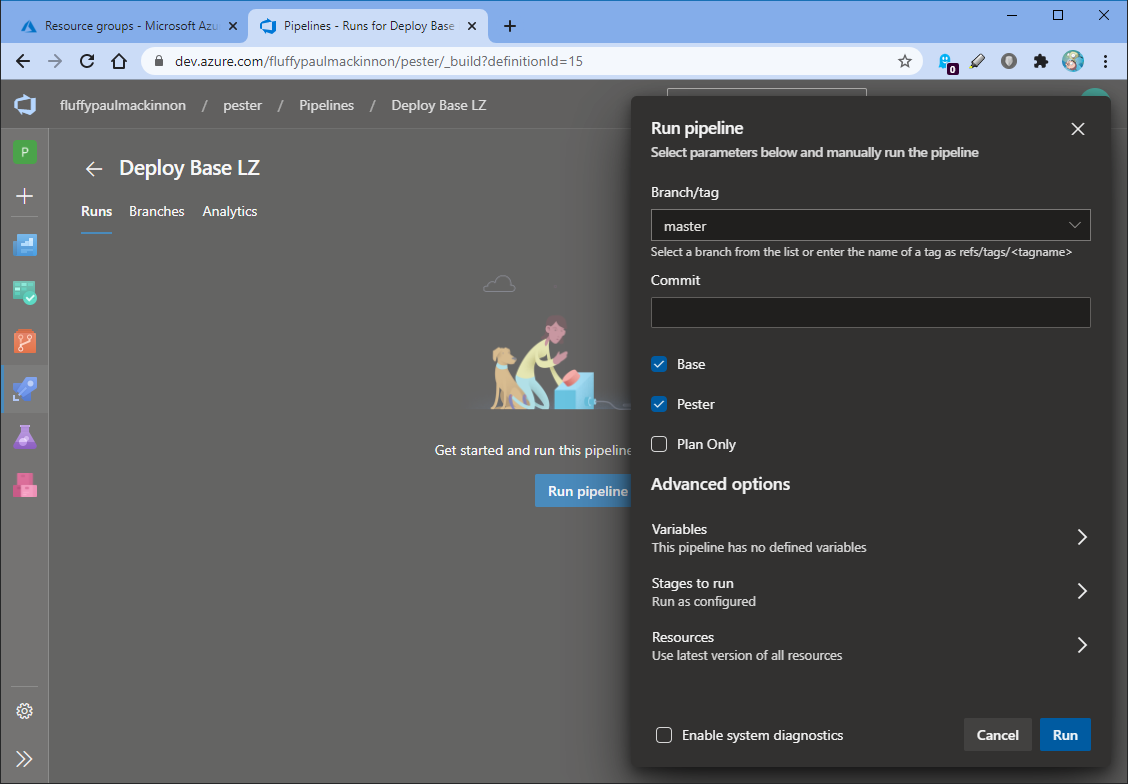 Resource groups - Microsoft Azu
Pipelines - Runs for Deploy Base
dev.azure.com/fluffypaulmackinnon/pester/_build?definitionId=15
0
fluffypaulmackinnon / pester / Pipelines / Deploy Base LZ
P
Deploy Base LZ
Runs Branches Analytics
Get started and run this pipeline
Run pipeline
Run pipeline
Select parameters below and manually run the pipeline
Branch/tag
master
Select a branch from the list or enter the name of a tag as refs/tags/<tagname>
Commit
Base
Pester
Plan Only
Advanced options
Variables
This pipeline has no defined variables
Stages to run
Run as configured
Resources
Use latest version of all resources
Enable system diagnostics
Cancel
Run